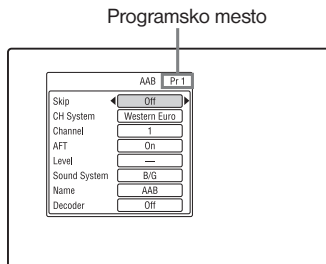 Programsko mesto
AAB Pr 1
Skip Off
CH System Western Euro
Channel 1
AFT On
Level —
Sound System B/G
Name AAB
Decoder Off